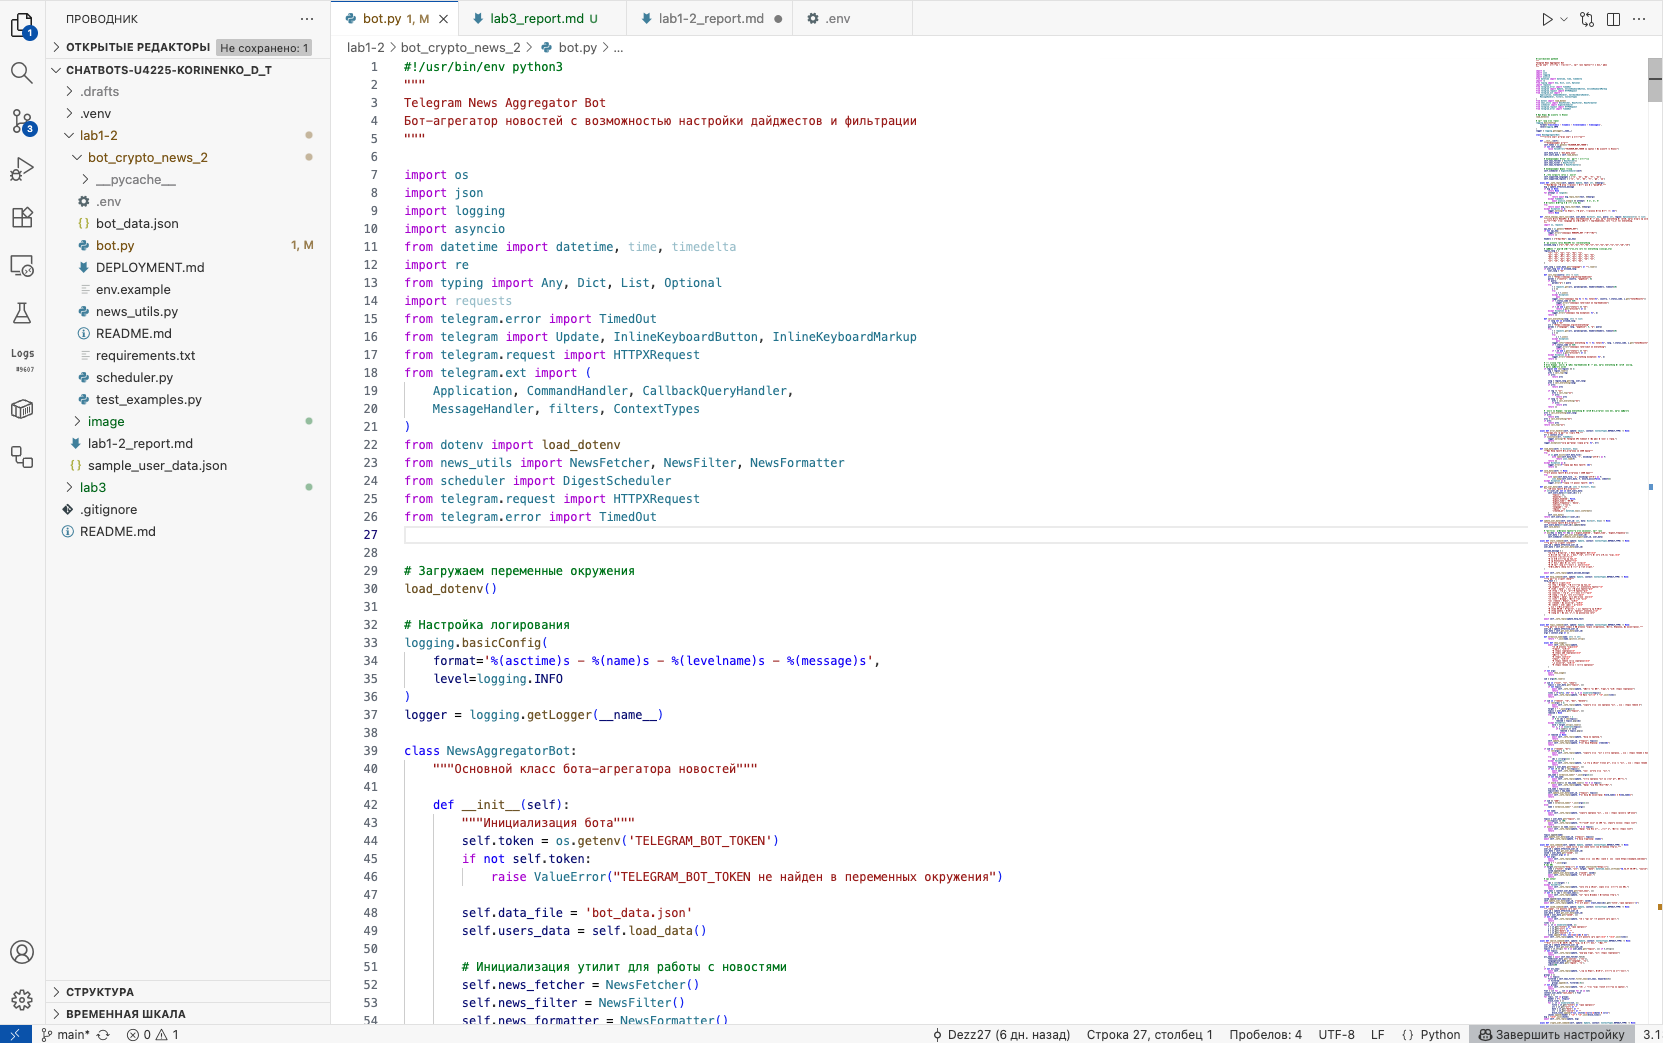 ПРОВОДНИК
ОТКРЫТЫЕ РЕДАКТОРЫ Не сохранено: 1
CHATBOTS-U4225-KORINENKO_D_T
.drafts
.venv
lab1-2
bot_crypto_news_2
__pycache__
.env
bot_data.json
bot.py 1, M
DEPLOYMENT.md
env.example
news_utils.py
README.md
requirements.txt
scheduler.py
test_examples.py
image
lab1-2_report.md
sample_user_data.json
lab3
.gitignore
README.md
СТРУКТУРА
ВРЕМЕННАЯ ШКАЛА
1
3
Logs
bot.py 1, M
lab3_report.md U
lab1-2_report.md
.env
lab1-2 > bot_crypto_news_2 > bot.py > ...
1 #!/usr/bin/env python3
2 """
3 Telegram News Aggregator Bot
4 Бот-агрегатор новостей с возможностью настройки дайджестов и фильтрации
5 """
6
7 import os
8 import json
9 import logging
10 import asyncio
11 from datetime import datetime, time, timedelta
12 import re
13 from typing import Any, Dict, List, Optional
14 import requests
15 from telegram.error import TimedOut
16 from telegram import Update, InlineKeyboardButton, InlineKeyboardMarkup
17 from telegram.request import HTTPXRequest
18 from telegram.ext import (
19     Application, CommandHandler, CallbackQueryHandler,
20     MessageHandler, filters, ContextTypes
21 )
22 from dotenv import load_dotenv
23 from news_utils import NewsFetcher, NewsFilter, NewsFormatter
24 from scheduler import DigestScheduler
25 from telegram.request import HTTPXRequest
26 from telegram.error import TimedOut
27
28
29 # Загружаем переменные окружения
30 load_dotenv()
31
32 # Настройка логирования
33 logging.basicConfig(
34     format='%(asctime)s - %(name)s - %(levelname)s - %(message)s',
35     level=logging.INFO
36 )
37 logger = logging.getLogger(__name__)
38
39 class NewsAggregatorBot:
40     """Основной класс бота-агрегатора новостей"""
41
42     def __init__(self):
43         """Инициализация бота"""
44         self.token = os.getenv('TELEGRAM_BOT_TOKEN')
45         if not self.token:
46             raise ValueError("TELEGRAM_BOT_TOKEN не найден в переменных окружения")
47
48         self.data_file = 'bot_data.json'
49         self.users_data = self.load_data()
50
51         # Инициализация утилит для работы с новостями
52         self.news_fetcher = NewsFetcher()
53         self.news_filter = NewsFilter()
54         self.news_formatter = NewsFormatter()
main* 0 1 Dezz27 (6 дн. назад) Строка 27, столбец 1 Пробелов: 4 UTF-8 LF { } Python Завершить настройку 3.1